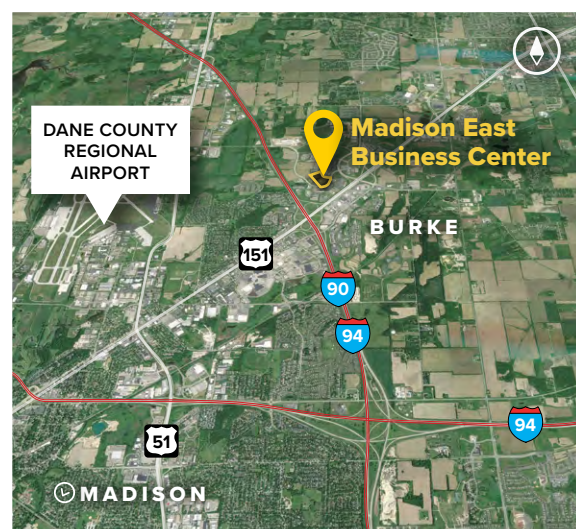 DANE COUNTY
REGIONAL
AIRPORT
Madison East
Business Center
BURKE
151
90
94
94
51
MADISON